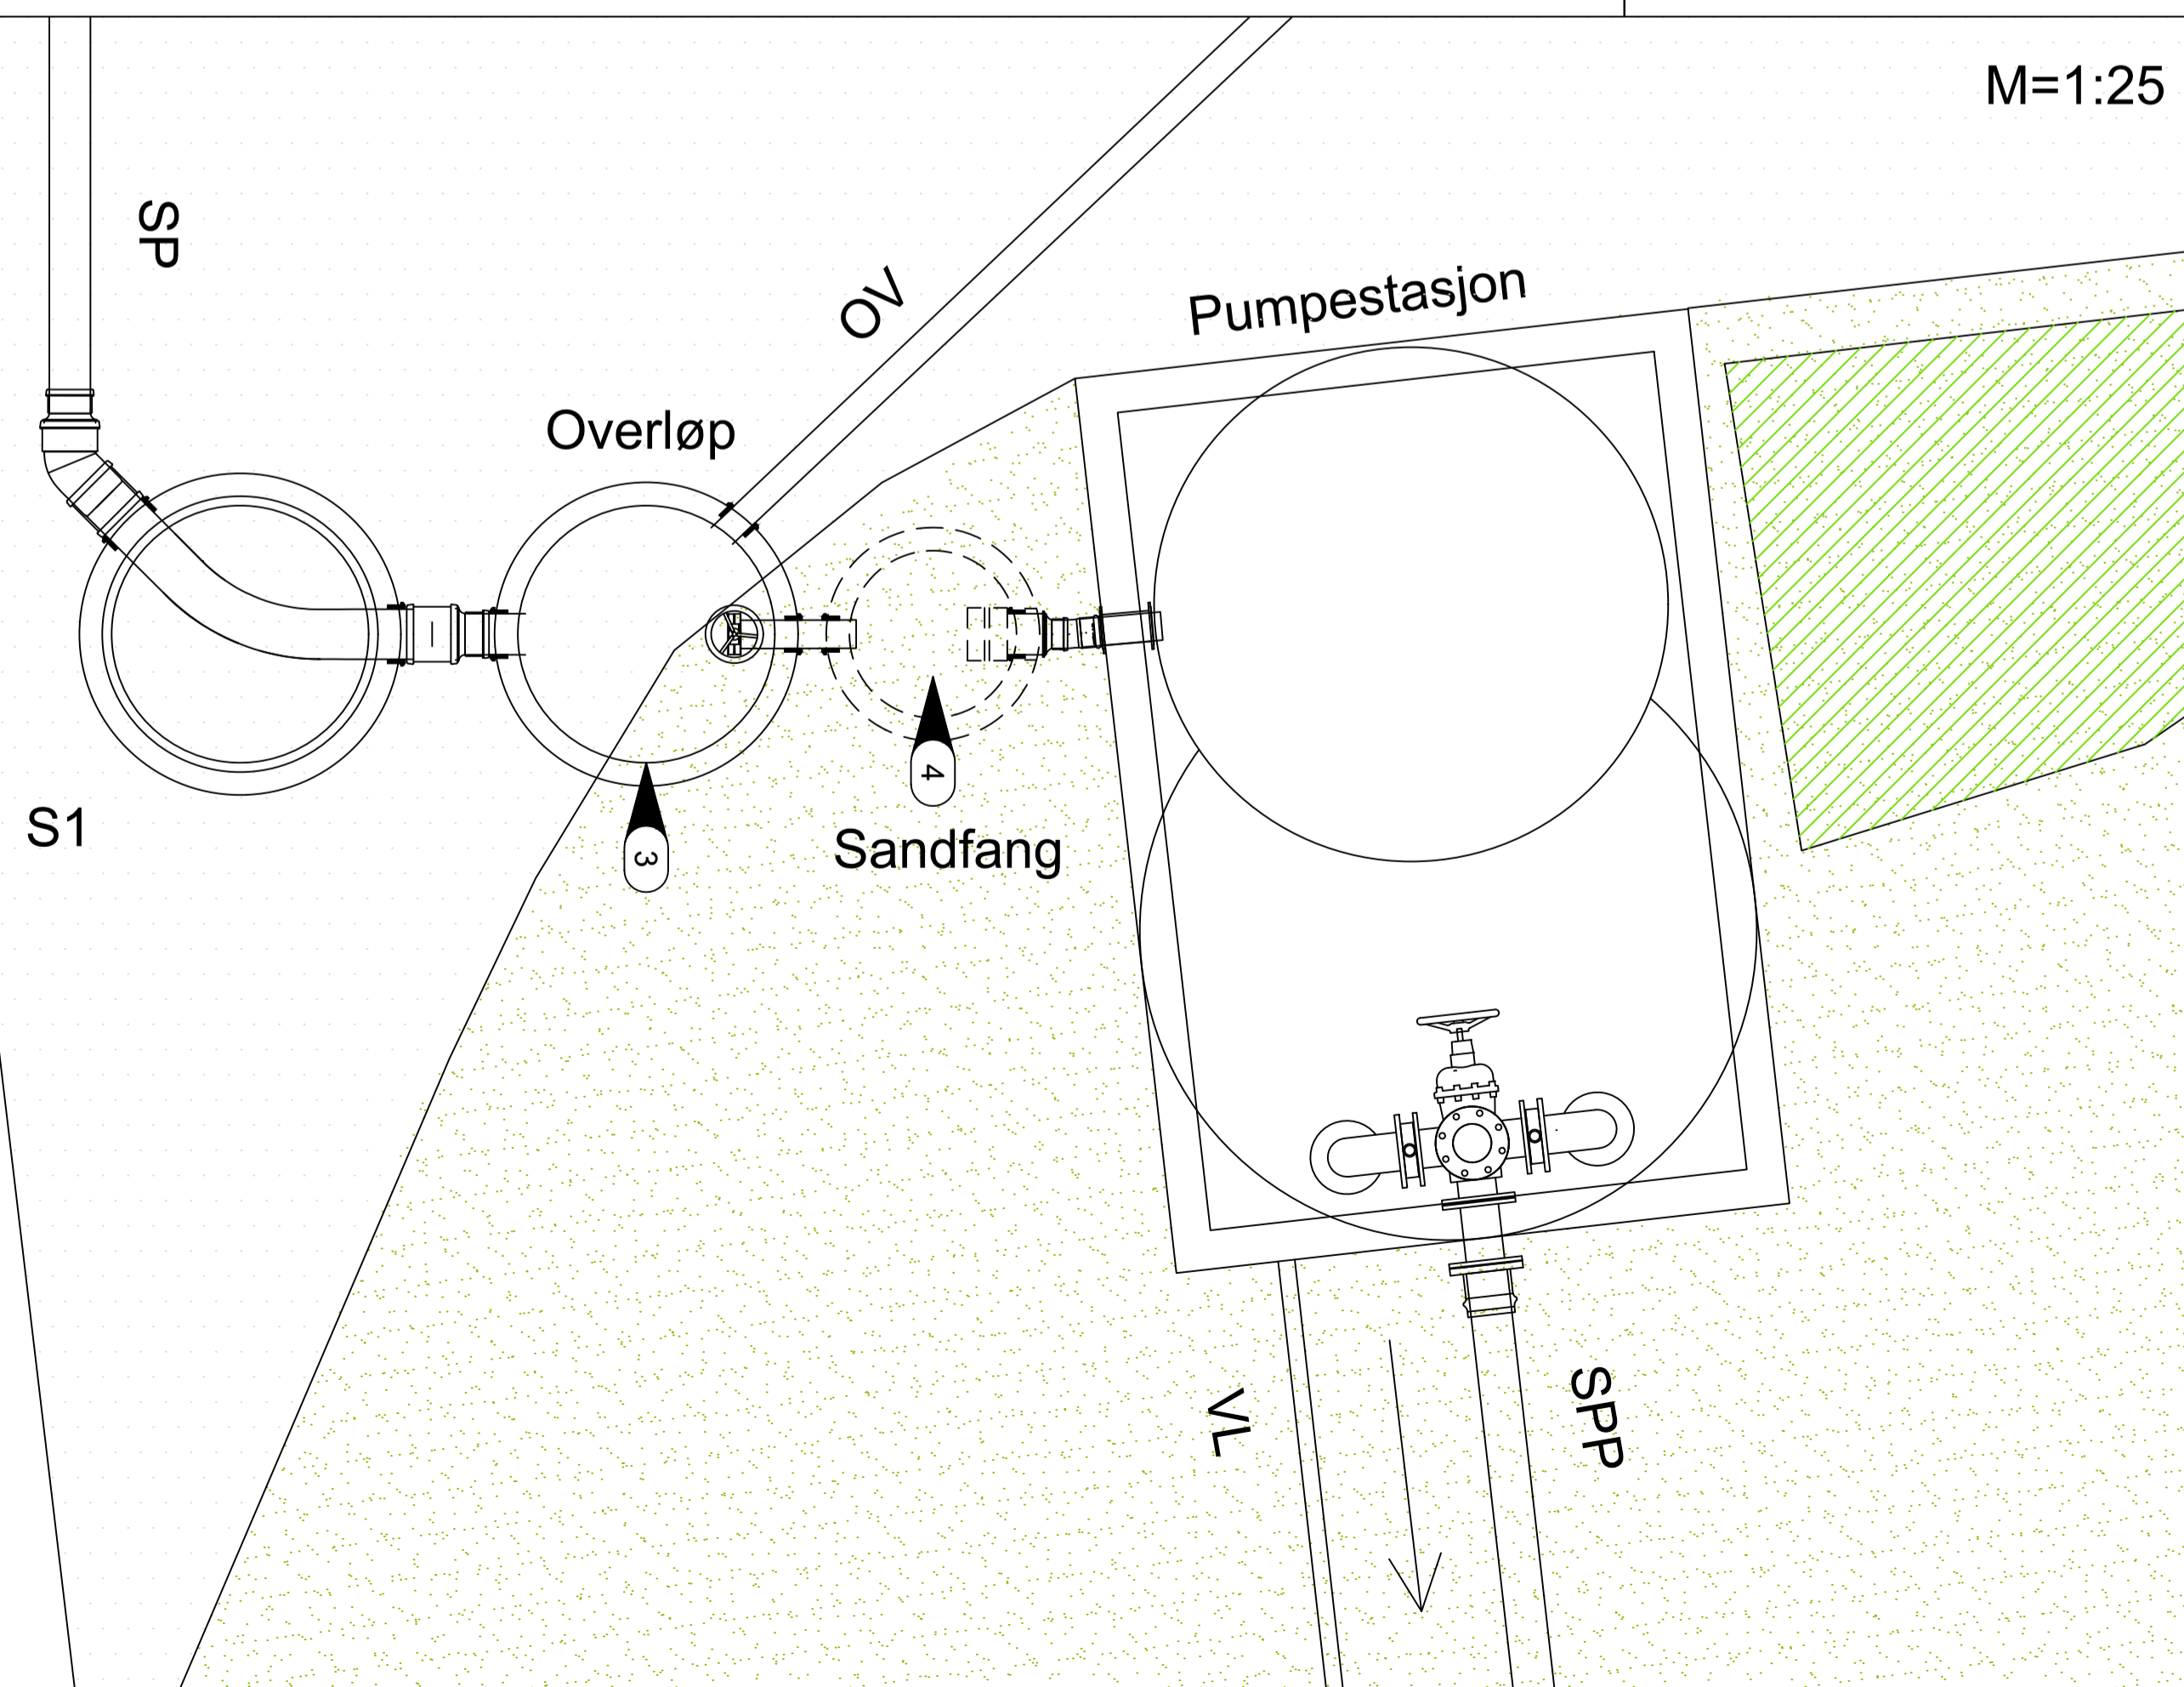 M=1:25
SP
OV
Pumpestasjon
Overløp
4
S1
3
Sandfang
VL
SPP